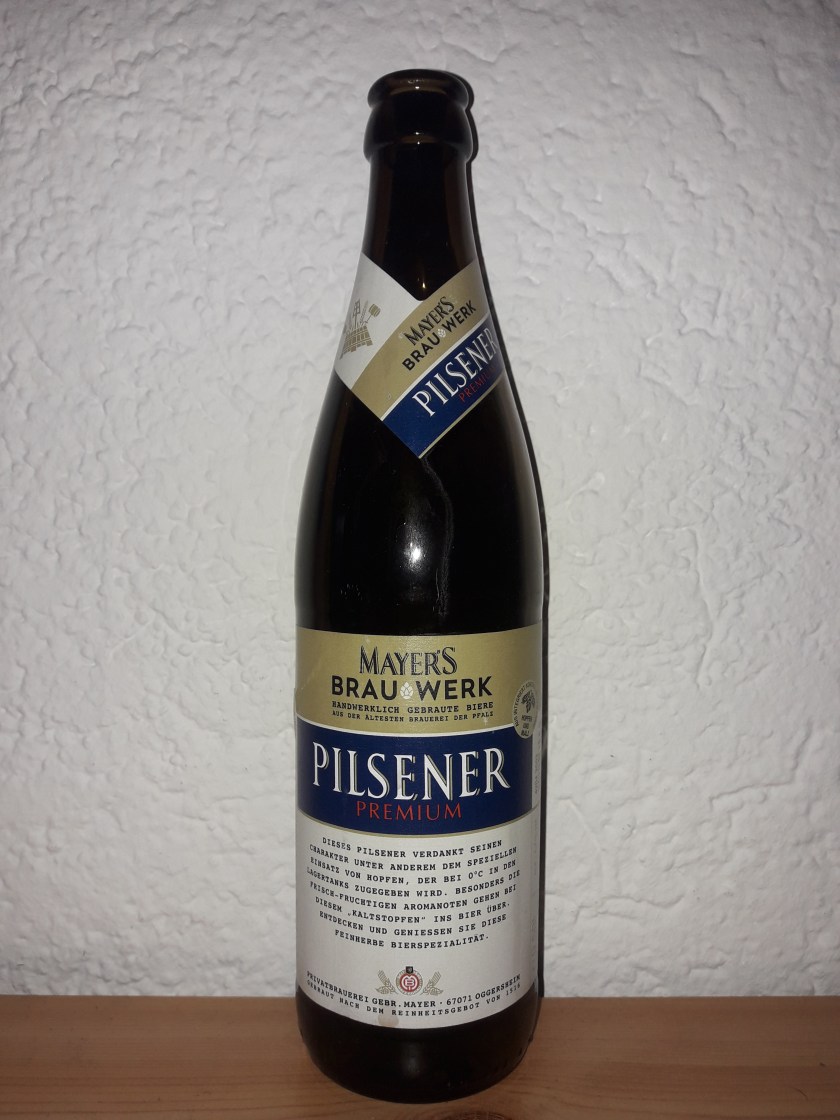 MAYER'S
BRAU WERK
PILSENER
MAYER'S
BRAU WERK
HANDWERKLICH GEBRAUTE BIERE
AUS DER ÄLTESTEN BRAUEREI DER PFALZ
PILSENER
PREMIUM
DIESES PILSENER VERDANKT SEINEN
CHARAKTER UNTER ANDEREM DEM SPEZIELLEN
EINSATZ VON HOPFEN, DER BEI 0°C IN DEN
LAGERTANKS ZUGEGEBEN WIRD. BESONDERS DIE
FRISCH-FRUCHTIGEN AROMANOTEN GEHEN BEI
DIESEM „KALTSTOPFEN" INS BIER ÜBER.
ENTDECKEN UND GENIESSEN SIE DIESE
FEINHERBE BIERSPEZIALITÄT.
PRIVATBRAUEREI GEBR. MAYER · 67071 OGGERSHEIM
GEBRAUT NACH DEM REINHEITSGEBOT VON 1516